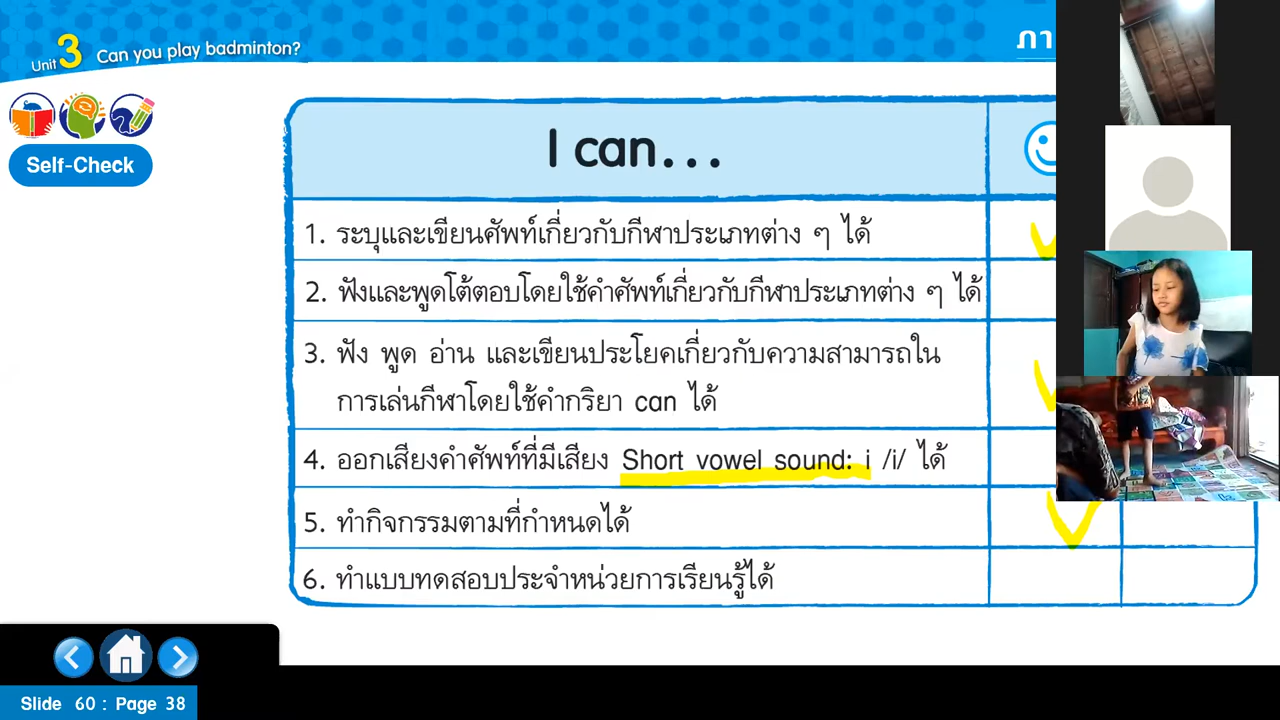 Unit 3 Can you play badminton?
ภา
Self-Check
I can...
1. ระบุและเขียนศัพท์เกี่ยวกับกีฬาประเภทต่าง ๆ ได้
2. ฟังและพูดโต้ตอบโดยใช้คำศัพท์เกี่ยวกับกีฬาประเภทต่าง ๆ ได้
3. ฟัง พูด อ่าน และเขียนประโยคเกี่ยวกับความสามารถใน
การเล่นกีฬาโดยใช้คำกริยา can ได้
4. ออกเสียงคำศัพท์ที่มีเสียง Short vowel sound: i /i/ ได้
5. ทำกิจกรรมตามที่กำหนดได้
6. ทำแบบทดสอบประจำหน่วยการเรียนรู้ได้
Slide 60 : Page 38